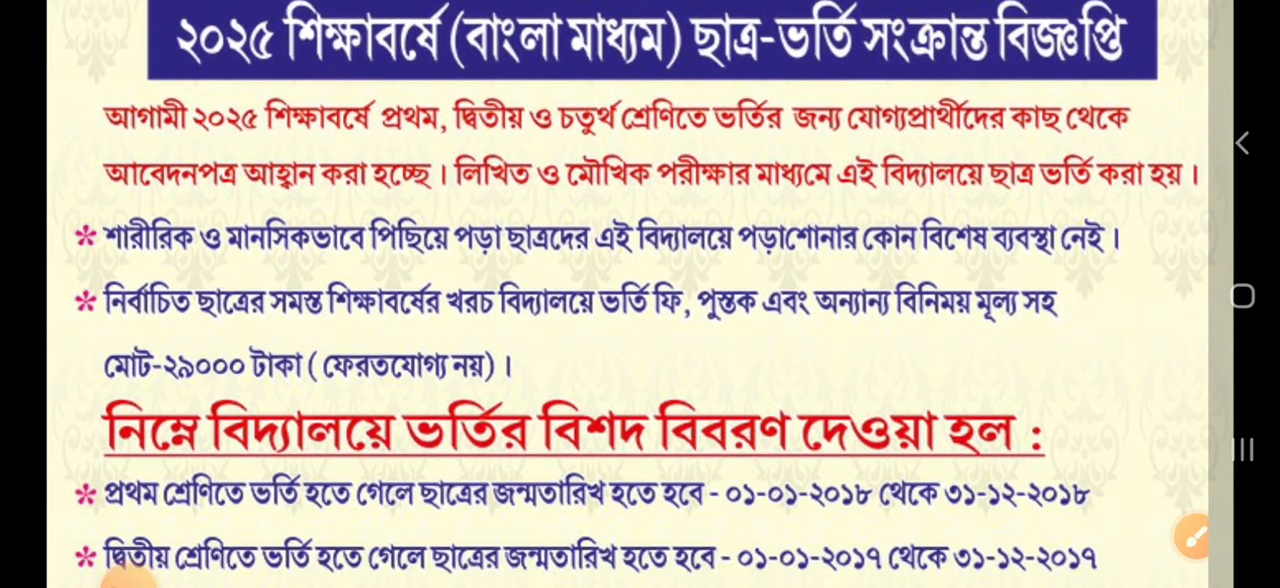 ২০২৫ শিক্ষাবর্ষে (বাংলা মাধ্যম) ছাত্র-ভর্তি সংক্রান্ত বিজ্ঞপ্তি
আগামী ২০২৫ শিক্ষাবর্ষে প্রথম, দ্বিতীয় ও চতুর্থ শ্রেণিতে ভর্তির জন্য যোগ্যপ্রার্থীদের কাছ থেকে
আবেদনপত্র আহ্বান করা হচ্ছে। লিখিত ও মৌখিক পরীক্ষার মাধ্যমে এই বিদ্যালয়ে ছাত্র ভর্তি করা হয়।
* শারীরিক ও মানসিকভাবে পিছিয়ে পড়া ছাত্রদের এই বিদ্যালয়ে পড়াশোনার কোন বিশেষ ব্যবস্থা নেই।
* নির্বাচিত ছাত্রের সমস্ত শিক্ষাবর্ষের খরচ বিদ্যালয়ে ভর্তি ফি, পুস্তক এবং অন্যান্য বিনিময় মূল্য সহ
মোট-২৯০০০ টাকা (ফেরতযোগ্য নয়)।
নিম্নে বিদ্যালয়ে ভর্তির বিশদ বিবরণ দেওয়া হল :
* প্রথম শ্রেণিতে ভর্তি হতে গেলে ছাত্রের জন্মতারিখ হতে হবে - ০১-০১-২০১৮ থেকে ৩১-১২-২০১৮
* দ্বিতীয় শ্রেণিতে ভর্তি হতে গেলে ছাত্রের জন্মতারিখ হতে হবে - ০১-০১-২০১৭ থেকে ৩১-১২-২০১৭